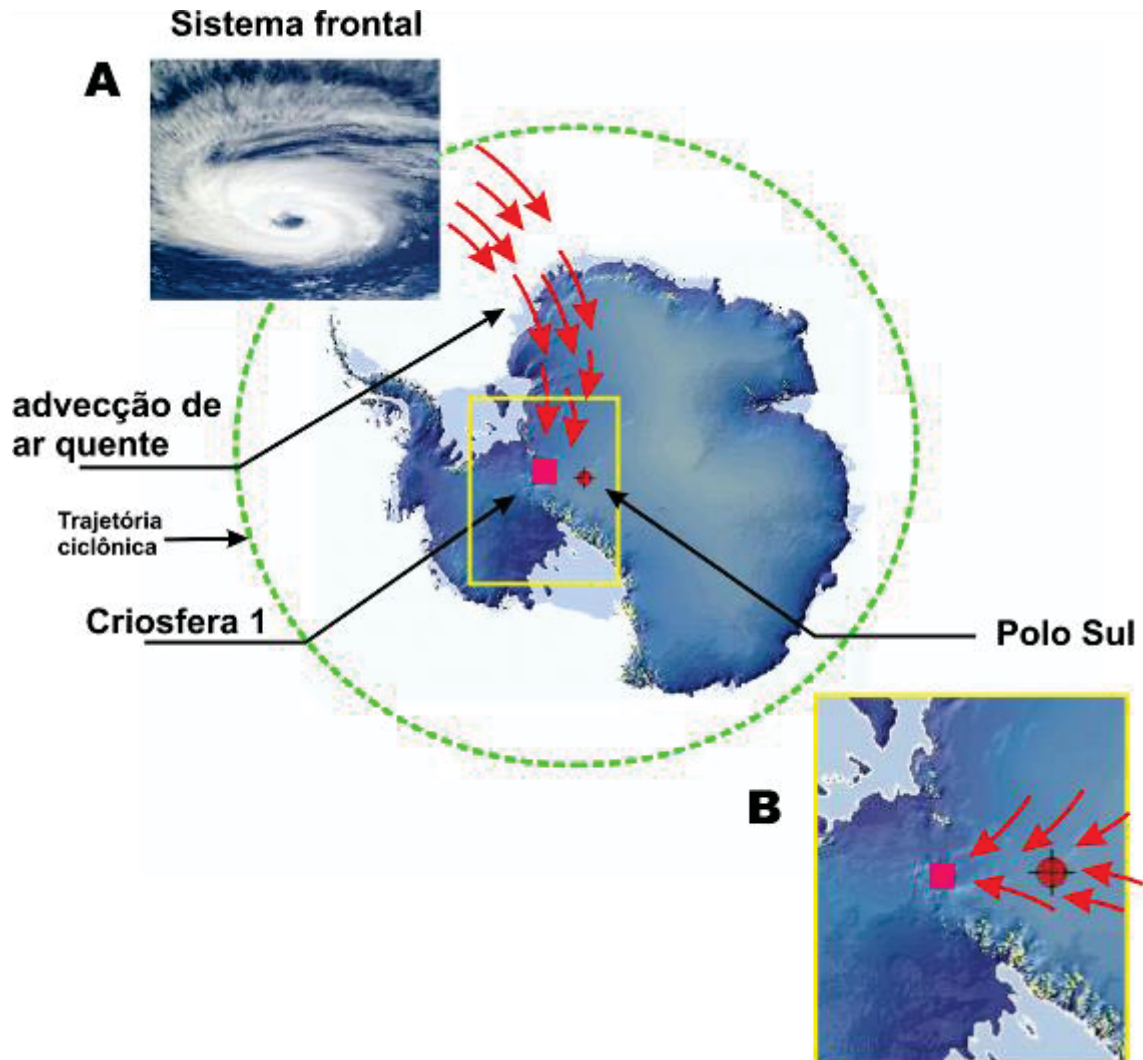 Sistema frontal
A
advecção de
ar quente
Trajetória
ciclônica
Criosfera 1
Polo Sul
B